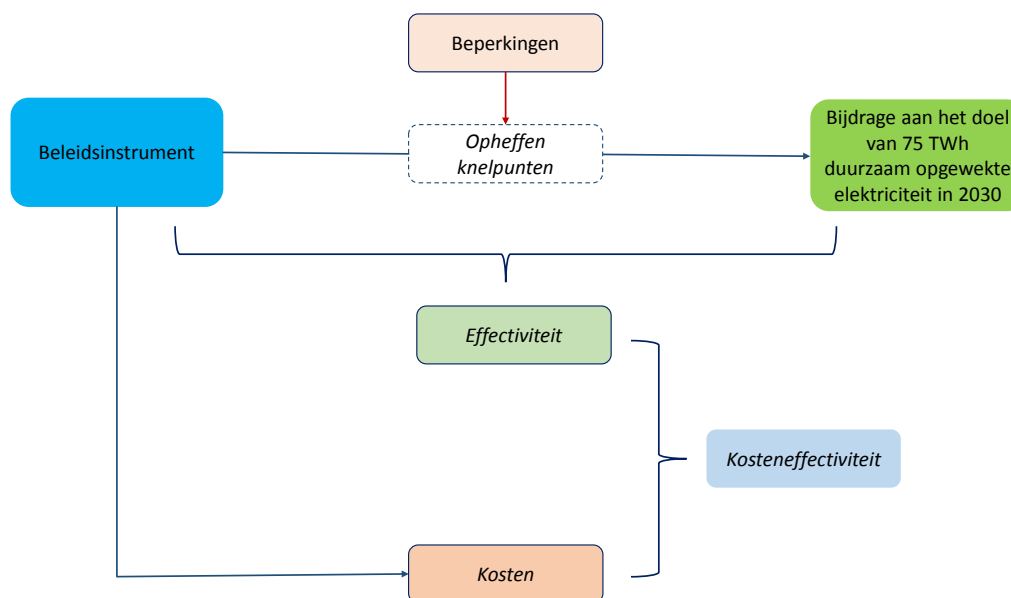 Beperkingen
Beleidsinstrument
Opheffen
knelpunten
Bijdrage aan het doel
van 75 TWh
duurzaam opgewekte
elektriciteit in 2030
Effectiviteit
Kosteneffectiviteit
Kosten